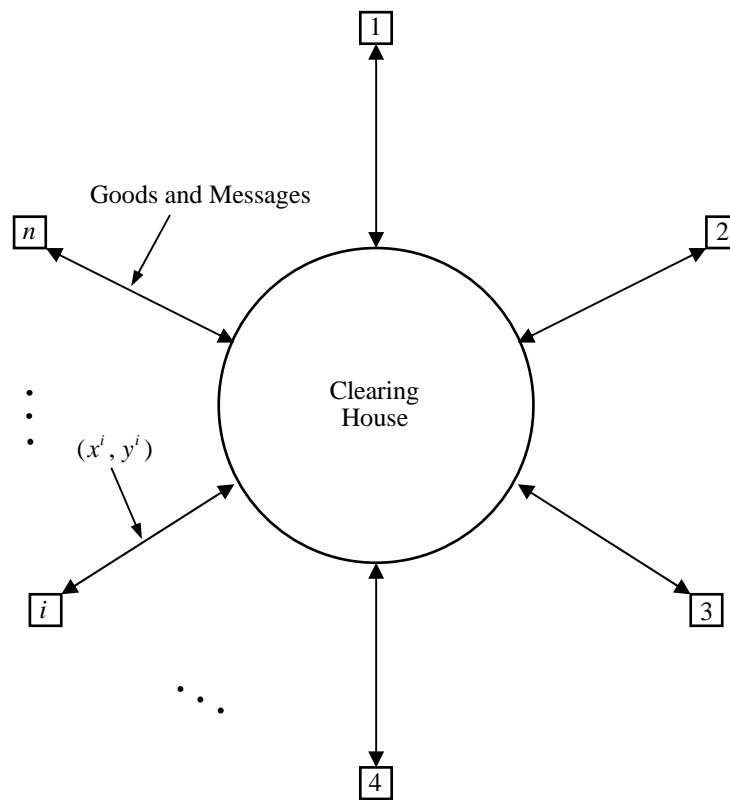 1
Goods and Messages
n
2
Clearing
House
(x^i, y^i)
i
3
4